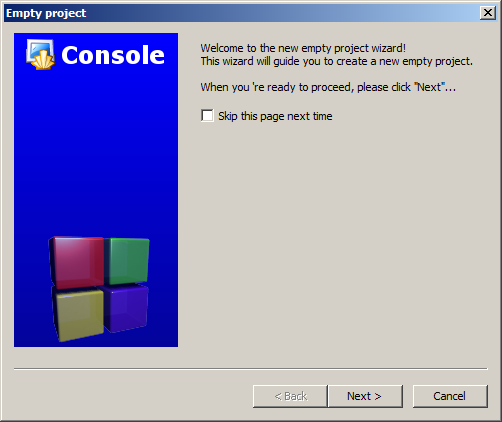 Empty project
Console
Welcome to the new empty project wizard!
This wizard will guide you to create a new empty project.
When you 're ready to proceed, please click "Next"...
Skip this page next time
< Back
Next >
Cancel